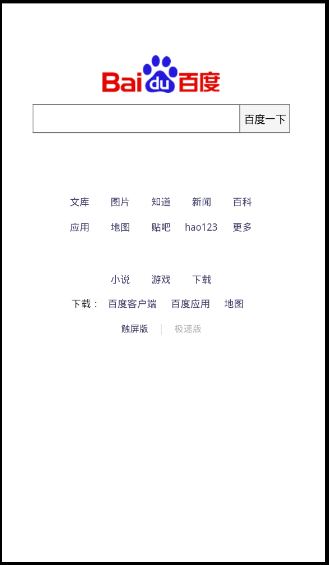 Bai du 百度
百度一下
文库 图片 知道 新闻 百科
应用 地图 贴吧 hao123 更多
小说 游戏 下载
下载： 百度客户端 百度应用 地图
触屏版 | 极速版